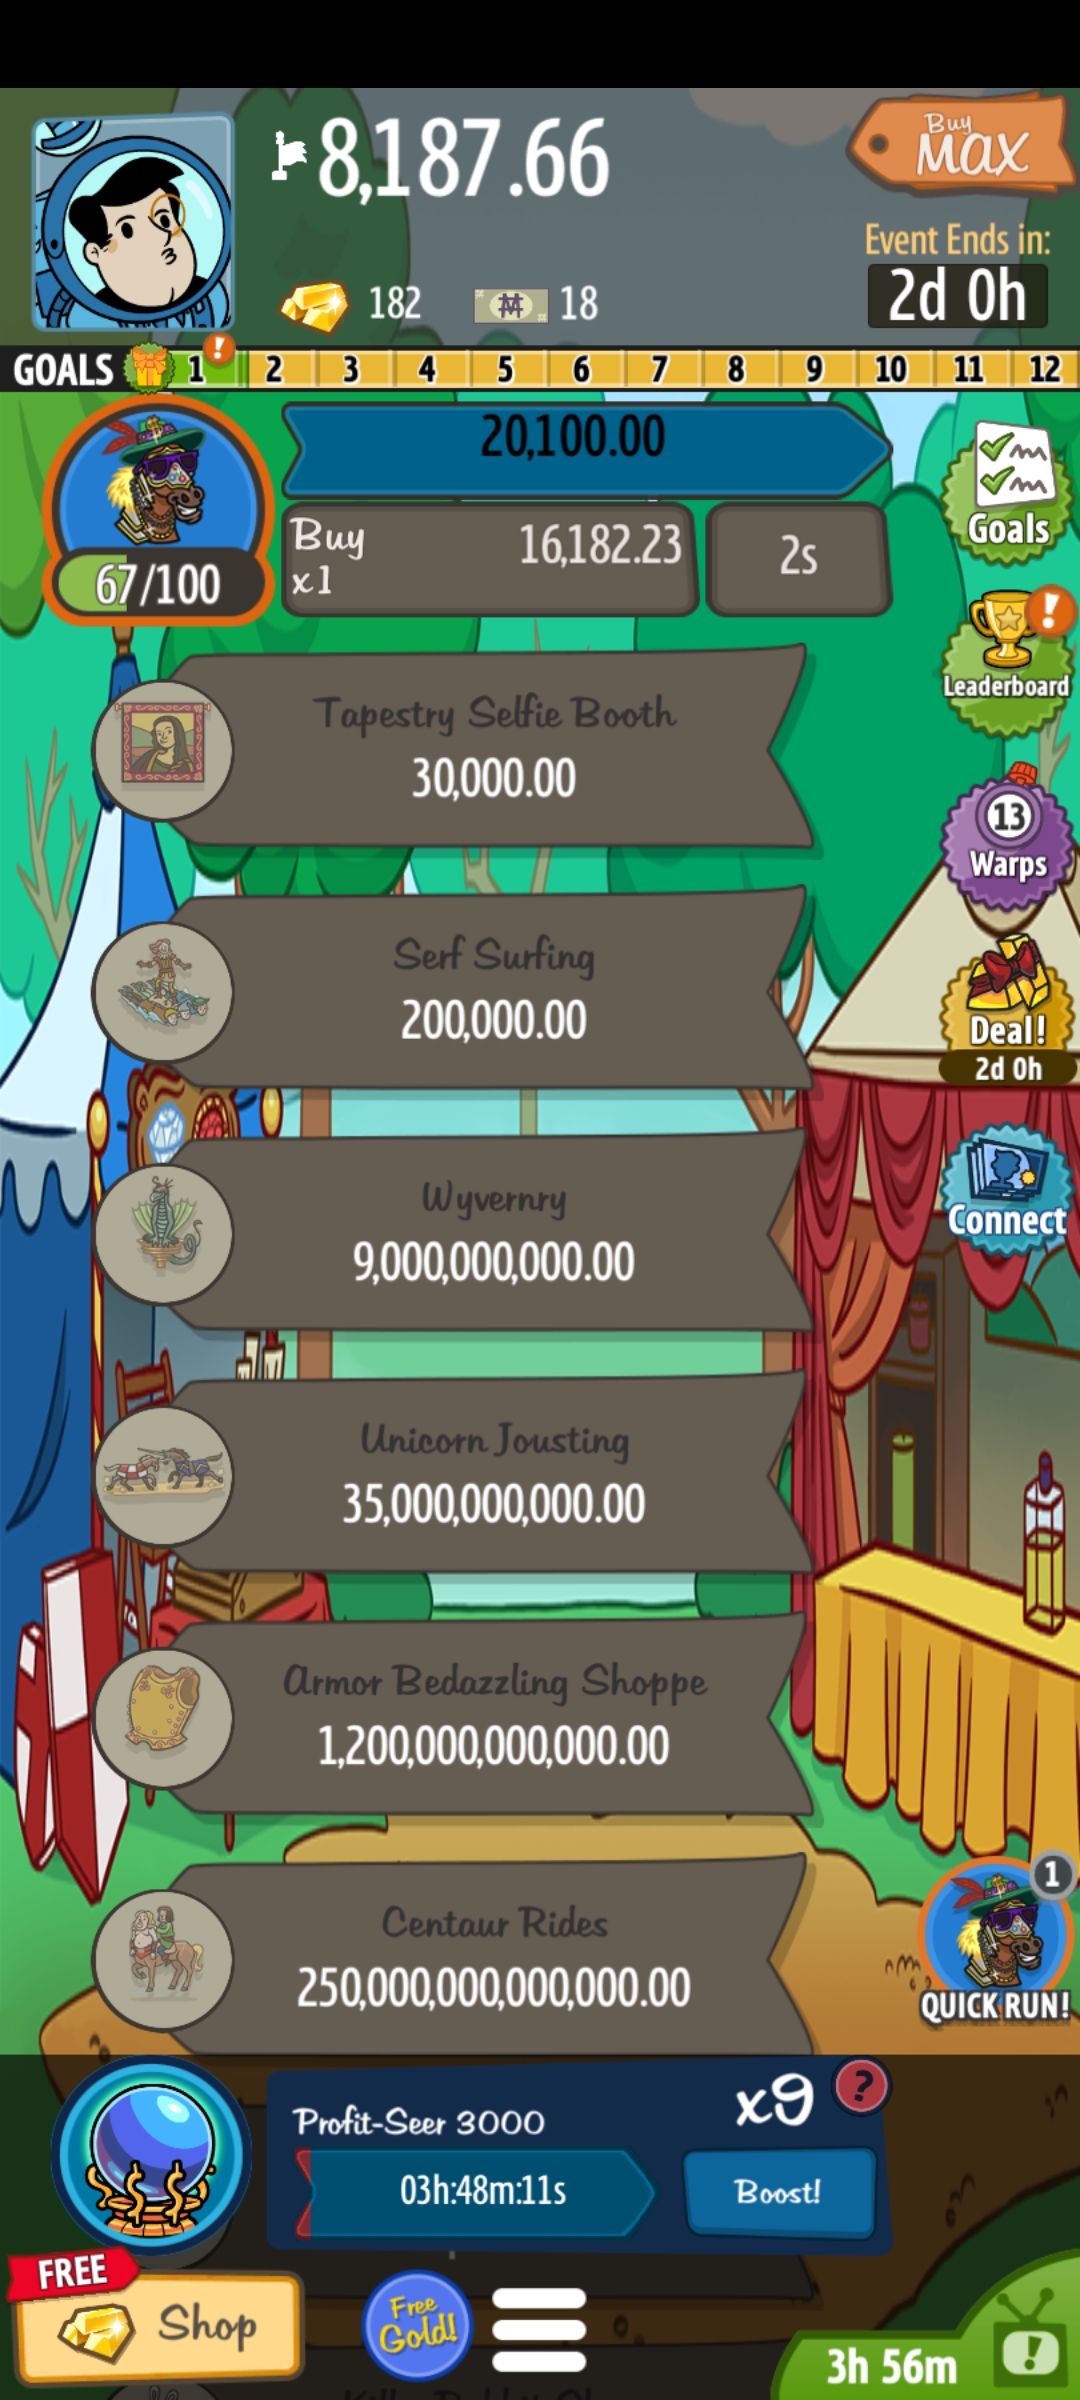 8,187.66
Buy
MAX
Event Ends in:
2d 0h
182
18
GOALS
!
1 2 3 4 5 6 7 8 9 10 11 12
20,100.00
Buy
x1
16,182.23
2s
67/100
Goals
!
Leaderboard
Tapestry Selfie Booth
30,000.00
13
Warps
Serf Surfing
200,000.00
Deal!
2d 0h
Wyvernry
9,000,000,000.00
Connect
Unicorn Jousting
35,000,000,000.00
Armor Bedazzling Shoppe
1,200,000,000,000.00
Centaur Rides
250,000,000,000,000.00
1
QUICK RUN!
Profit-Seer 3000
x9
?
03h:48m:11s
Boost!
FREE
Shop
Free
Gold!
3h 56m
!